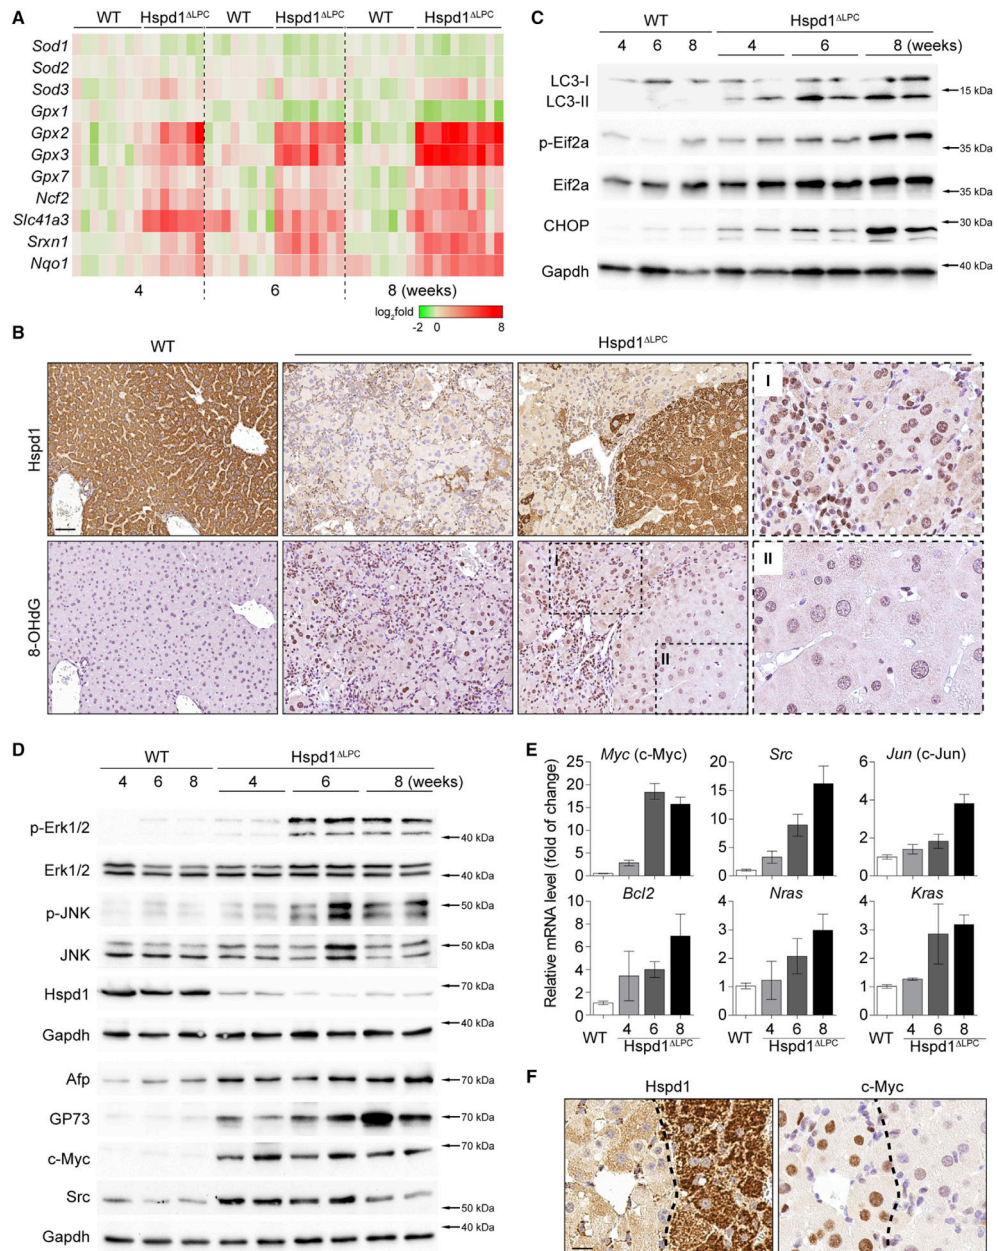 A
WT Hspd1ΔLPC WT Hspd1ΔLPC WT Hspd1ΔLPC
Sod1
Sod2
Sod3
Gpx1
Gpx2
Gpx3
Gpx7
Ncf2
Slc41a3
Srxn1
Nqo1
4 6 8 (weeks)
log2fold
-2 0 8
C
WT Hspd1ΔLPC
4 6 8 4 6 8 (weeks)
LC3-I
15 kDa
LC3-II
p-Eif2a
35 kDa
Eif2a
35 kDa
CHOP
30 kDa
Gapdh
40 kDa
B
WT Hspd1ΔLPC
Hspd1
I
8-OHdG
I
II
II
D
WT Hspd1ΔLPC
4 6 8 4 6 8 (weeks)
p-Erk1/2
40 kDa
Erk1/2
40 kDa
p-JNK
50 kDa
JNK
50 kDa
Hspd1
70 kDa
Gapdh
40 kDa
Afp
70 kDa
GP73
70 kDa
c-Myc
70 kDa
Src
50 kDa
Gapdh
40 kDa
E
Relative mRNA level (fold of change)
Myc (c-Myc) Src Jun (c-Jun)
25
20
15
10
5
0
20
15
10
5
0
5
4
3
2
1
0
Bcl2 Nras Kras
10
8
6
4
2
0
4
3
2
1
0
4
3
2
1
0
WT 4 6 8 WT 4 6 8 WT 4 6 8
Hspd1ΔLPC Hspd1ΔLPC Hspd1ΔLPC
F
Hspd1 c-Myc